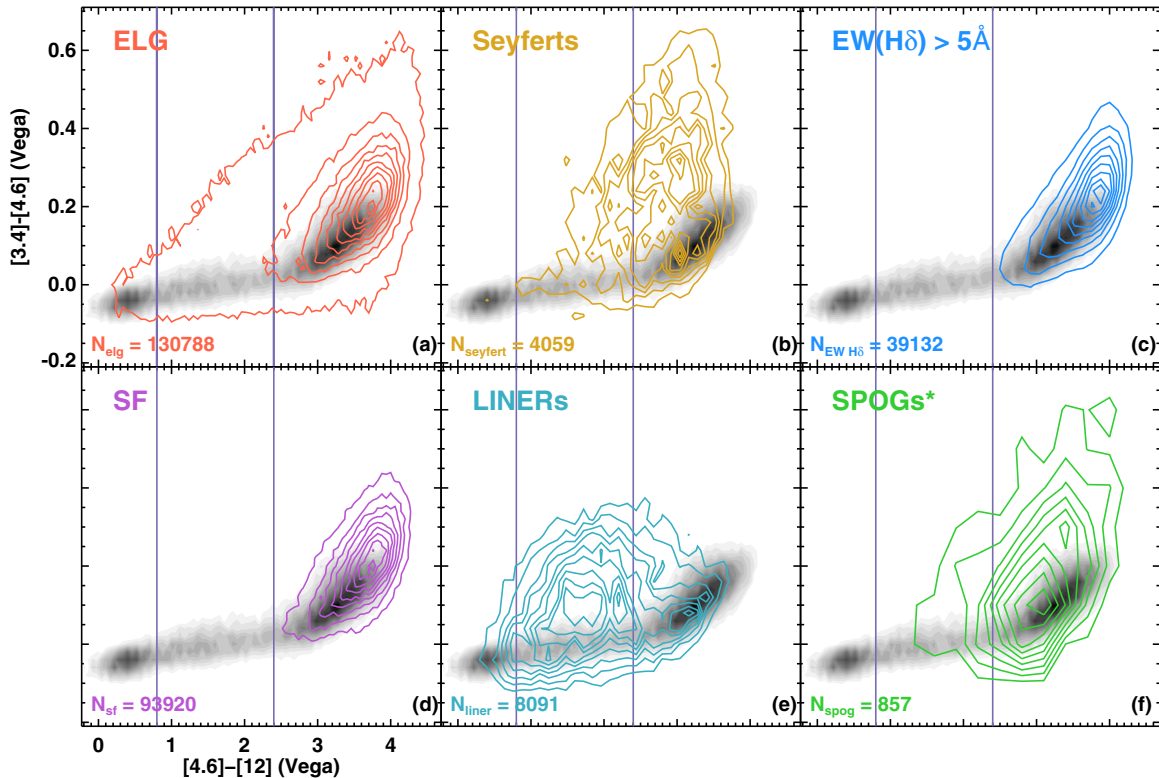 ELG
Seyferts
EW(Hδ) > 5Å
0.6
0.4
0.2
0.0
-0.2
[3.4]-[4.6] (Vega)
N_elg = 130788
(a)
N_seyfert = 4059
(b)
N_EW Hδ = 39132
(c)
SF
LINERs
SPOGs*
N_sf = 93920
(d)
N_liner = 8091
(e)
N_spog = 857
(f)
0 1 2 3 4
[4.6]−[12] (Vega)